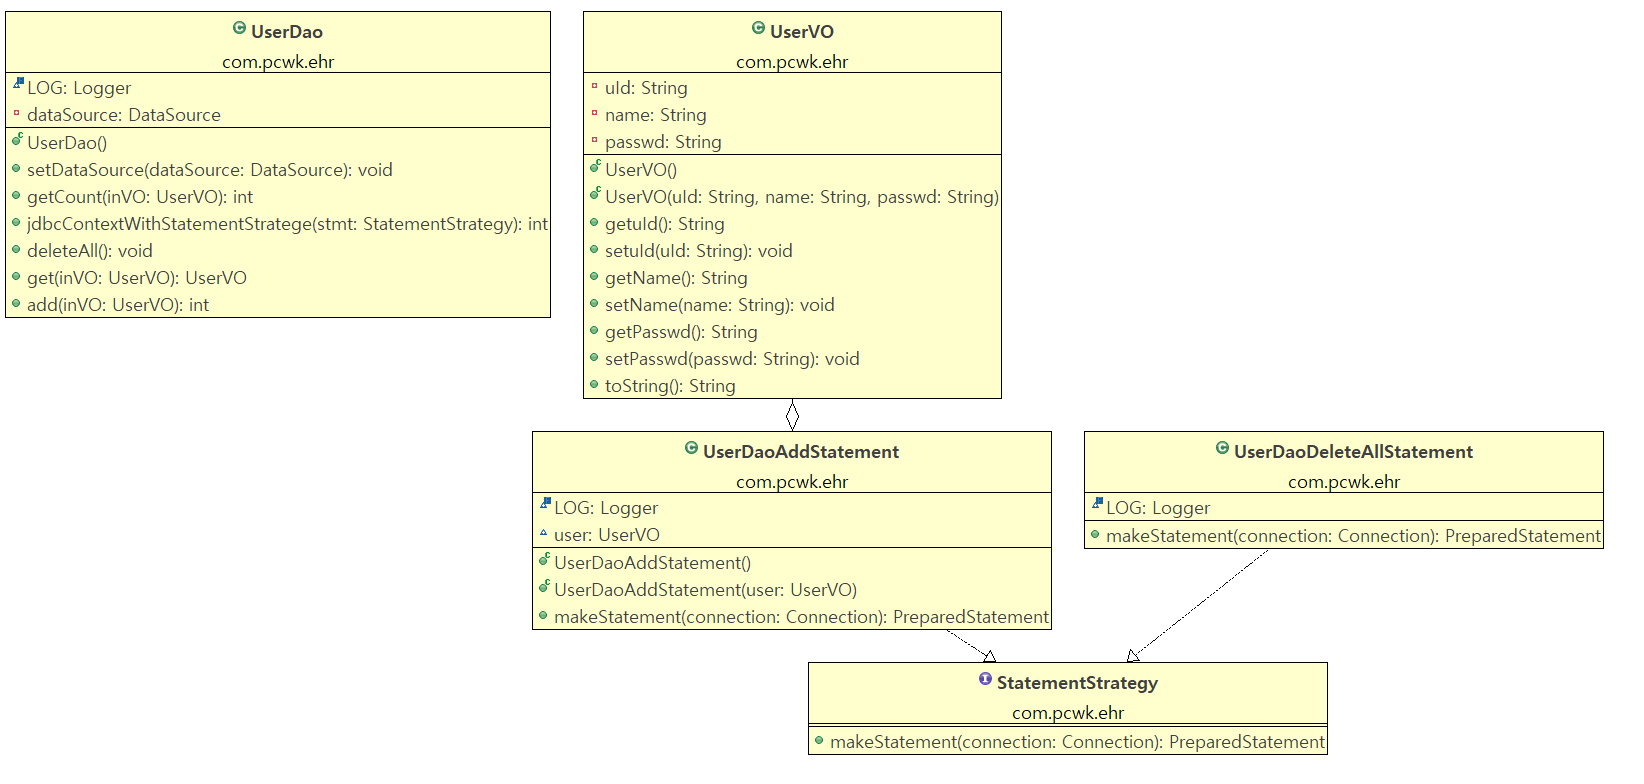 UserDao
com.pcwk.ehr
LOG: Logger
dataSource: DataSource
UserDao()
setDataSource(dataSource: DataSource): void
getCount(inVO: UserVO): int
jdbcContextWithStatementStratege(stmt: StatementStrategy): int
deleteAll(): void
get(inVO: UserVO): UserVO
add(inVO: UserVO): int
UserVO
com.pcwk.ehr
uId: String
name: String
passwd: String
UserVO()
UserVO(uId: String, name: String, passwd: String)
getuId(): String
setuId(uId: String): void
getName(): String
setName(name: String): void
getPasswd(): String
setPasswd(passwd: String): void
toString(): String
UserDaoAddStatement
com.pcwk.ehr
LOG: Logger
user: UserVO
UserDaoAddStatement()
UserDaoAddStatement(user: UserVO)
makeStatement(connection: Connection): PreparedStatement
UserDaoDeleteAllStatement
com.pcwk.ehr
LOG: Logger
makeStatement(connection: Connection): PreparedStatement
StatementStrategy
com.pcwk.ehr
makeStatement(connection: Connection): PreparedStatement